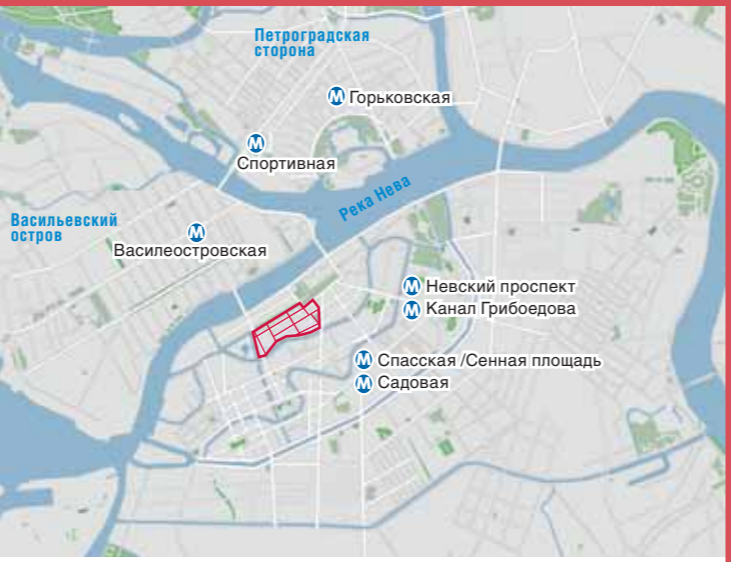 Петроградская
сторона
М Горьковская
М
Спортивная
Река Нева
Васильевский
остров
М
Василеостровская
М Невский проспект
М Канал Грибоедова
М Спасская /Сенная площадь
М Садовая